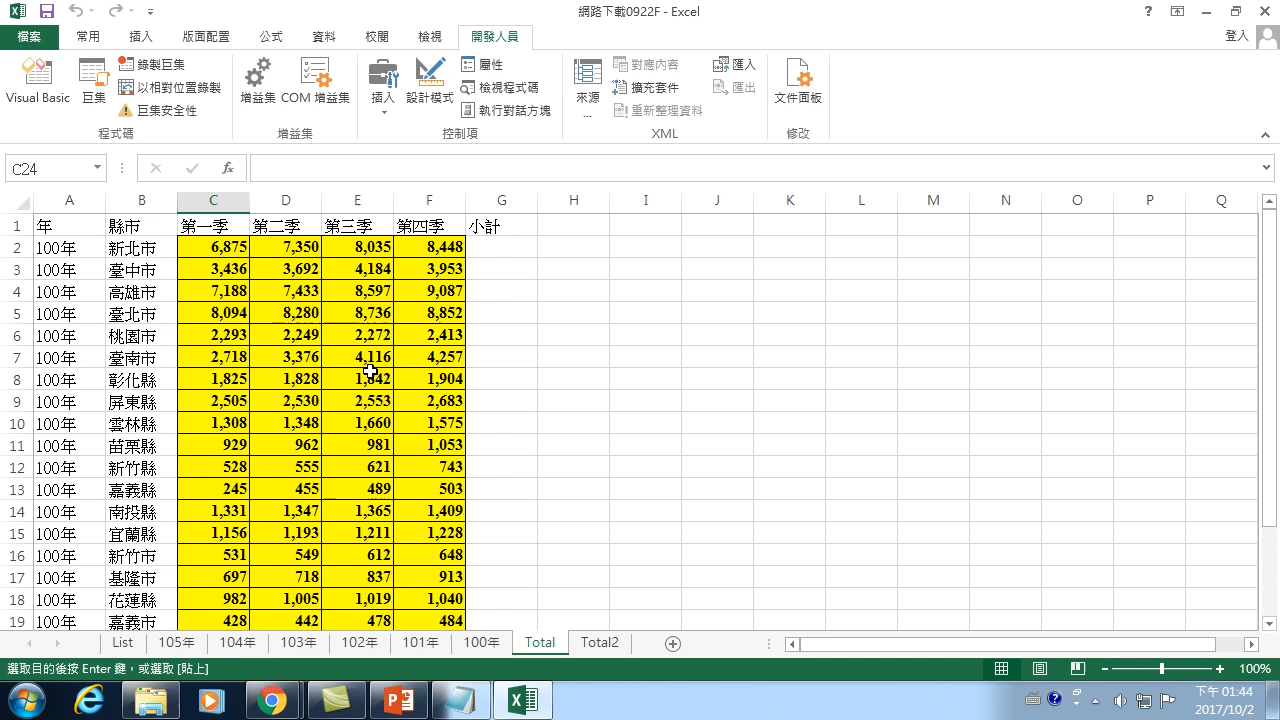 網路下載0922F - Excel
檔案 常用 插入 版面配置 公式 資料 校閱 檢視 開發人員 登入
Visual Basic 巨集 錄製巨集 以相對位置錄製 巨集安全性 程式碼
增益集 COM 增益集 增益集
插入 設計模式 屬性 檢視程式碼 執行對話方塊 控制項
來源... 對應內容 擴充套件 重新整理資料 匯入 匯出 XML
文件面板 修改
C24 fx
A B C D E F G H I J K L M N O P Q
1 年 縣市 第一季 第二季 第三季 第四季 小計
2 100年 新北市 6,875 7,350 8,035 8,448
3 100年 臺中市 3,436 3,692 4,184 3,953
4 100年 高雄市 7,188 7,433 8,597 9,087
5 100年 臺北市 8,094 8,280 8,736 8,852
6 100年 桃園市 2,293 2,249 2,272 2,413
7 100年 臺南市 2,718 3,376 4,116 4,257
8 100年 彰化縣 1,825 1,828 1,842 1,904
9 100年 屏東縣 2,505 2,530 2,553 2,683
10 100年 雲林縣 1,308 1,348 1,660 1,575
11 100年 苗栗縣 929 962 981 1,053
12 100年 新竹縣 528 555 621 743
13 100年 嘉義縣 245 455 489 503
14 100年 南投縣 1,331 1,347 1,365 1,409
15 100年 宜蘭縣 1,156 1,193 1,211 1,228
16 100年 新竹市 531 549 612 648
17 100年 基隆市 697 718 837 913
18 100年 花蓮縣 982 1,005 1,019 1,040
19 100年 嘉義市 428 442 478 484
List 105年 104年 103年 102年 101年 100年 Total Total2
選取目的後按 Enter 鍵，或選取 [貼上] 100%
下午 01:44
2017/10/2